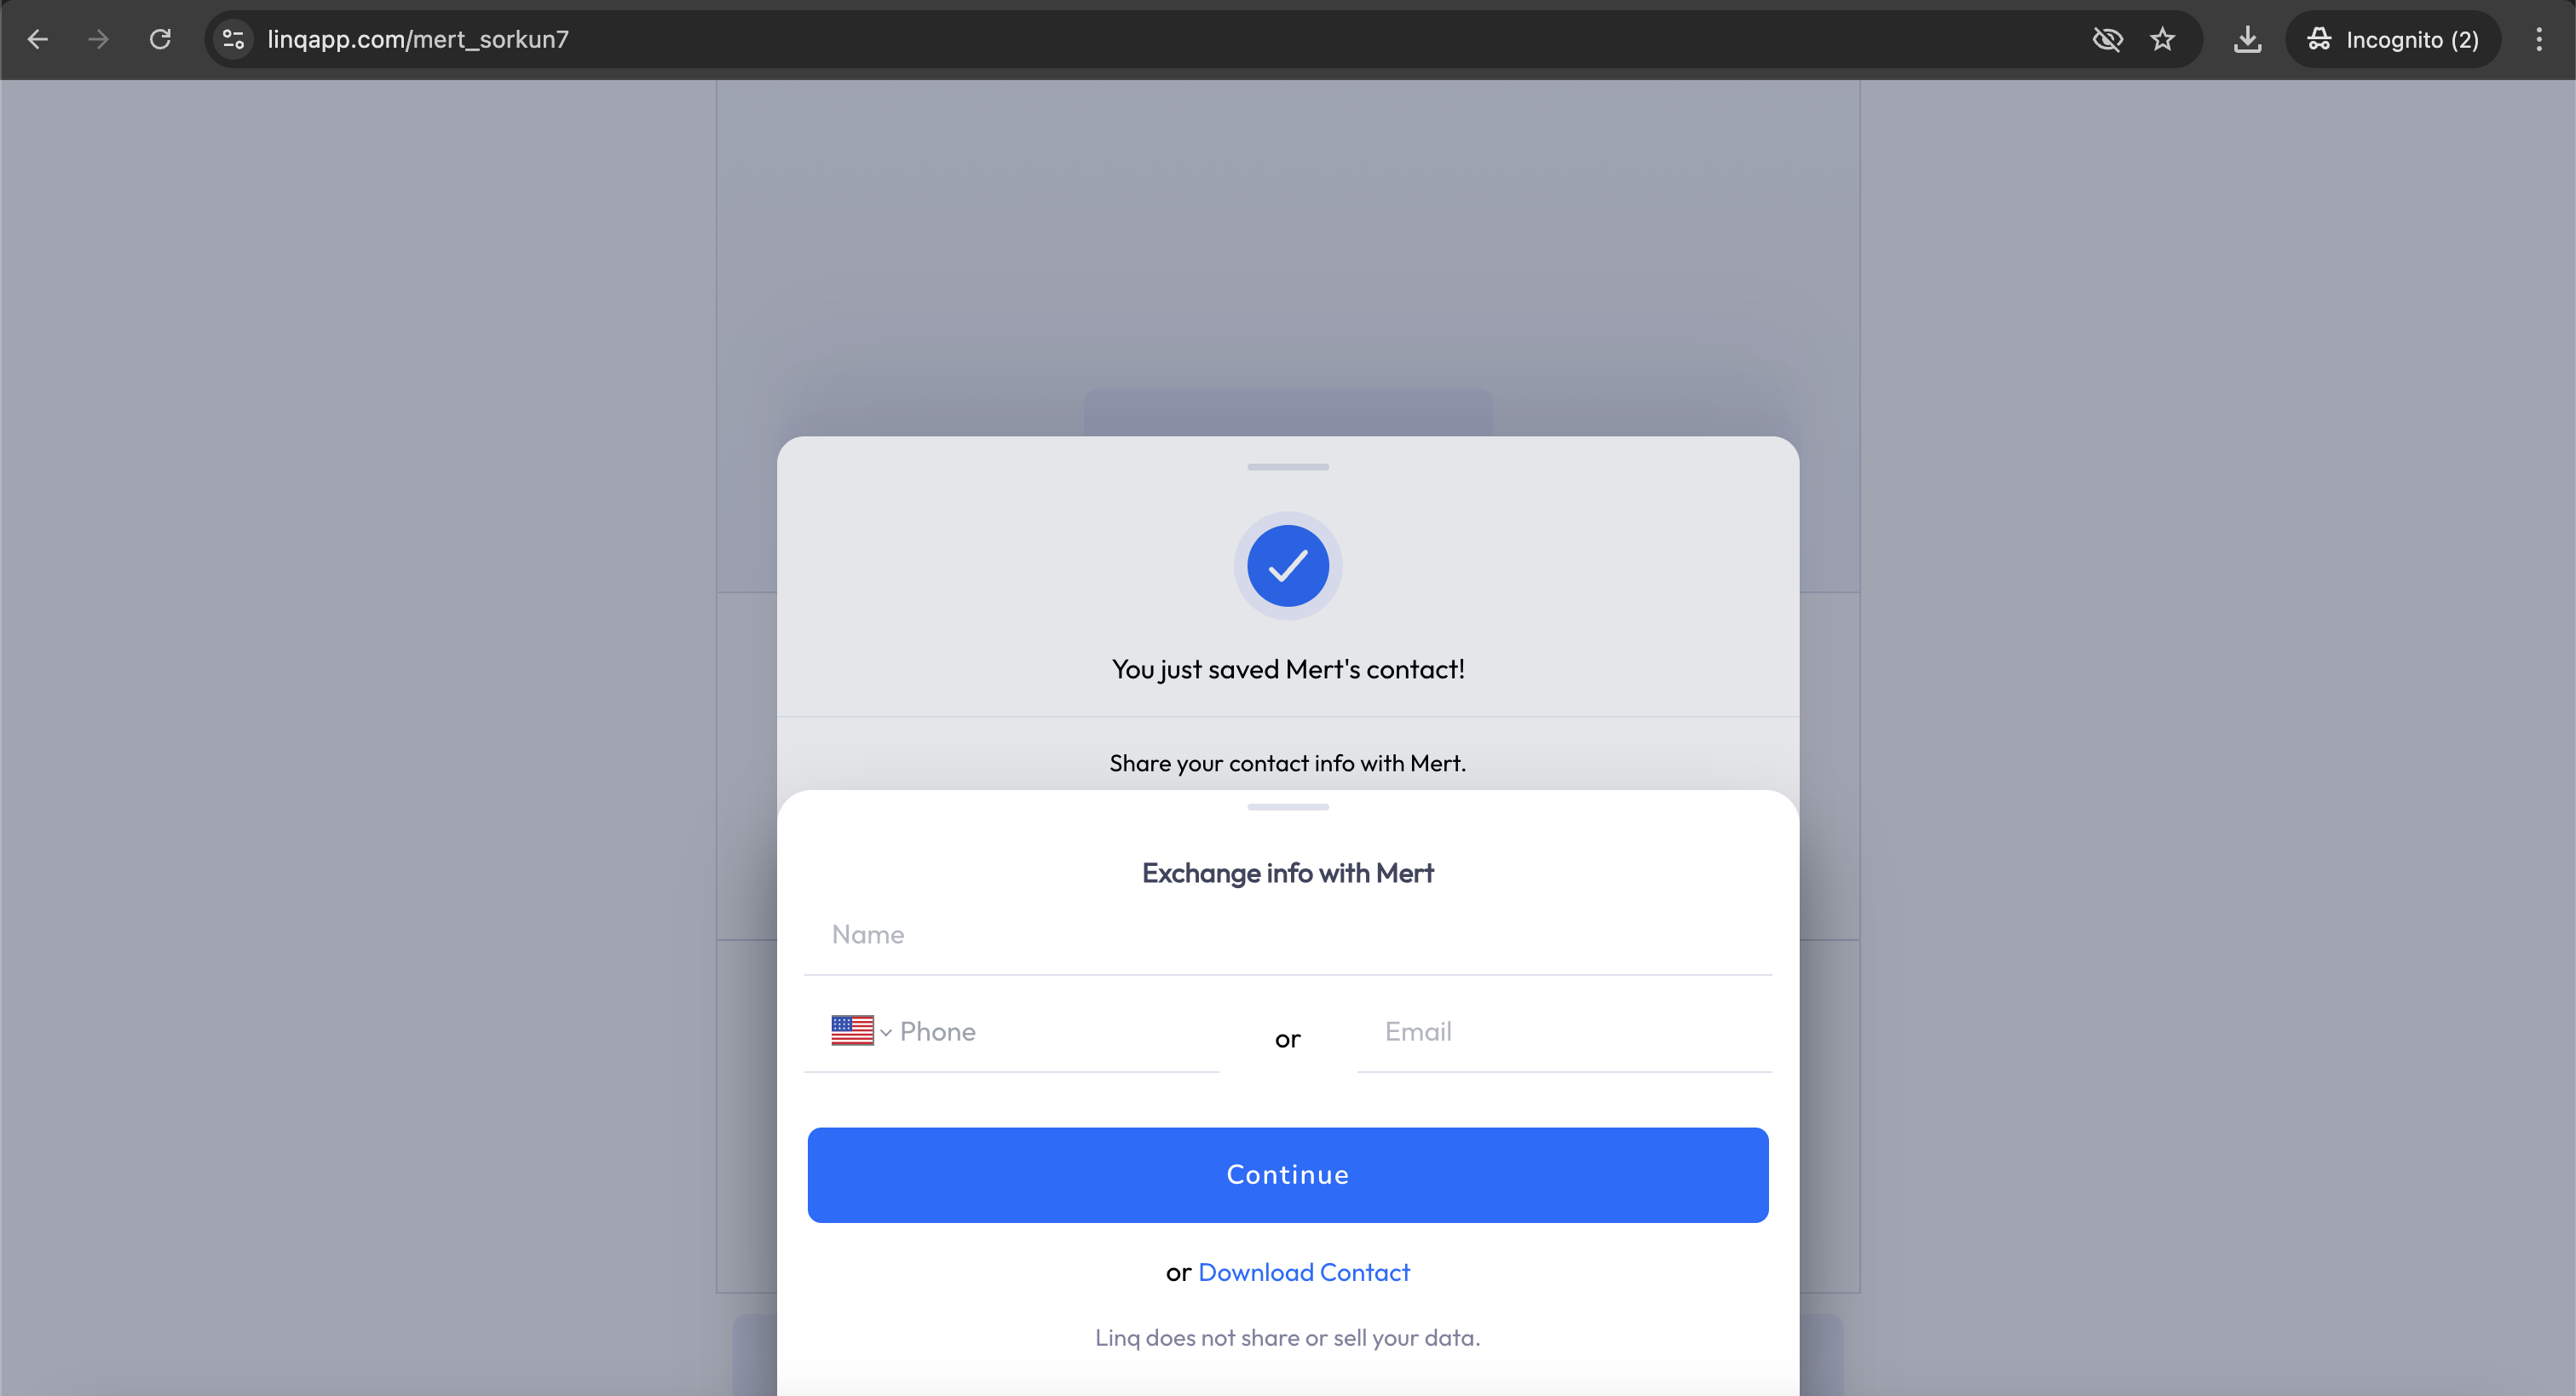 linqapp.com/mert_sorkun7
Incognito (2)
You just saved Mert's contact!
Share your contact info with Mert.
Exchange info with Mert
Name
Phone
or
Email
Continue
or Download Contact
Linq does not share or sell your data.